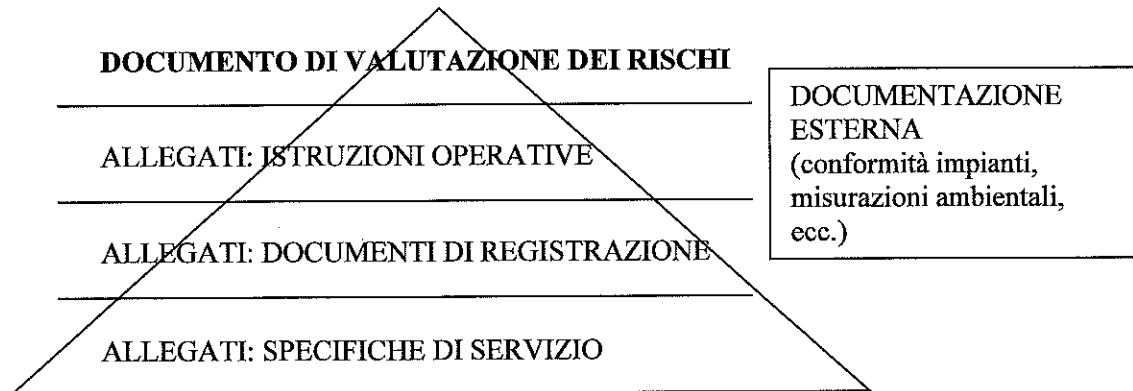 DOCUMENTO DI VALUTAZIONE DEI RISCHI
ALLEGATI: ISTRUZIONI OPERATIVE
ALLEGATI: DOCUMENTI DI REGISTRAZIONE
ALLEGATI: SPECIFICHE DI SERVIZIO
DOCUMENTAZIONE
ESTERNA
(conformità impianti,
misurazioni ambientali,
ecc.)